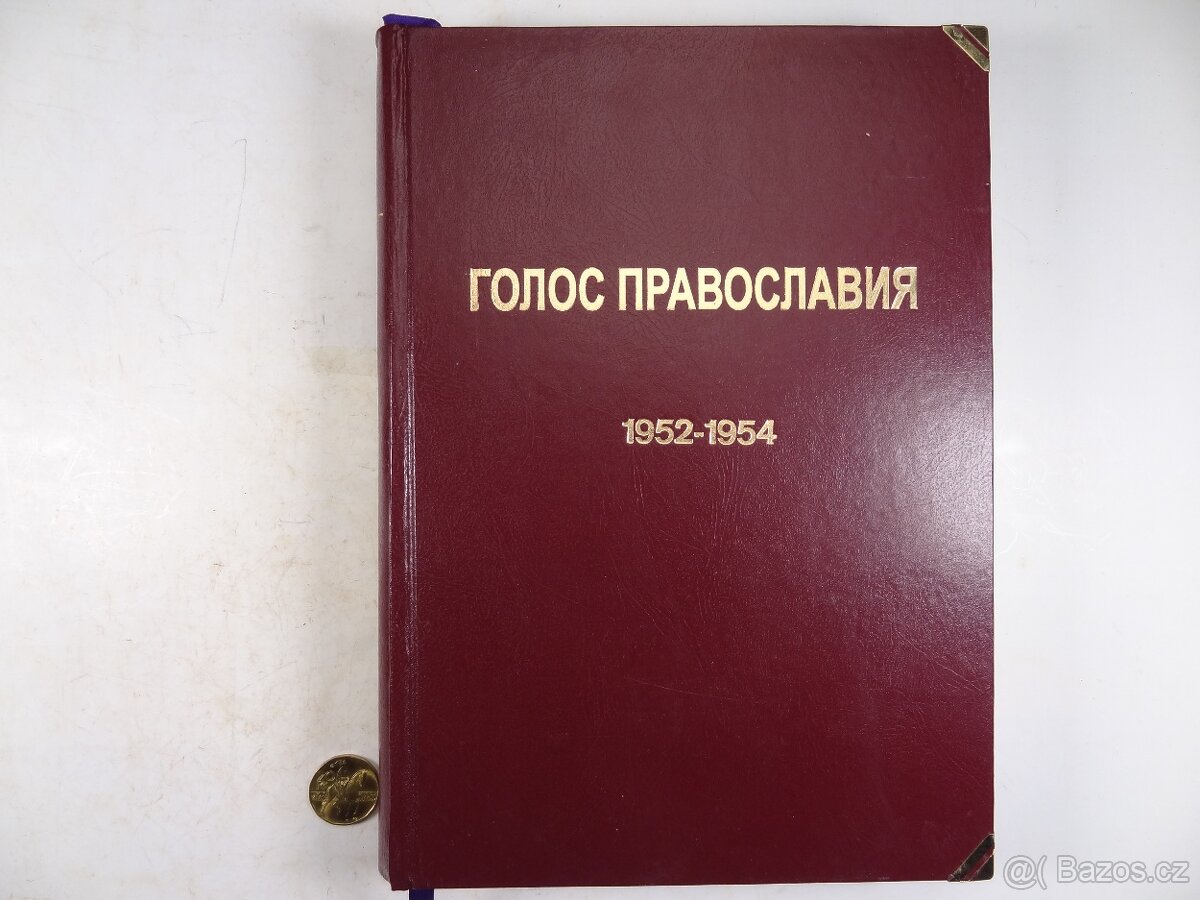 ГОЛОС ПРАВОСЛАВИЯ
1952-1954
@( Bazos.cz